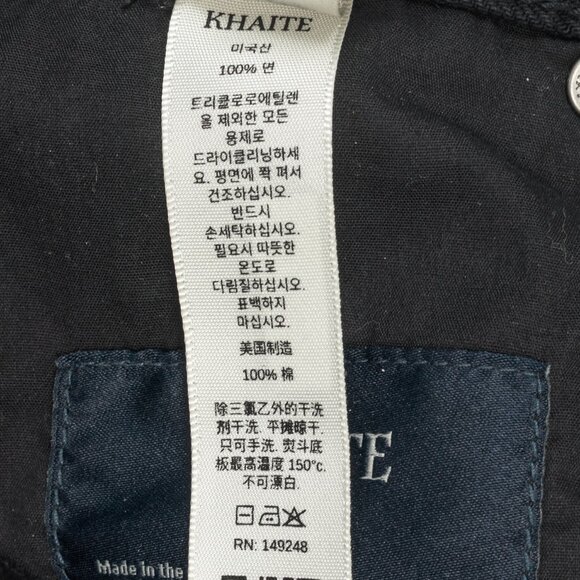 KHAITE
미국산
100% 면
트리클로로에틸렌
올 제외한 모든
용제로
드라이클리닝하세
요. 평면에 쫙 펴서
건조하십시오.
반드시
손세탁하십시오.
필요시 따뜻한
온도로
다림질하십시오.
표백하지
마십시오.
美国制造
100% 棉
除三氯乙外的干洗
剂干洗. 平摊晾干.
只可手洗. 熨斗底
板最高温度 150°c.
不可漂白.
RN: 149248
TE
Made in the